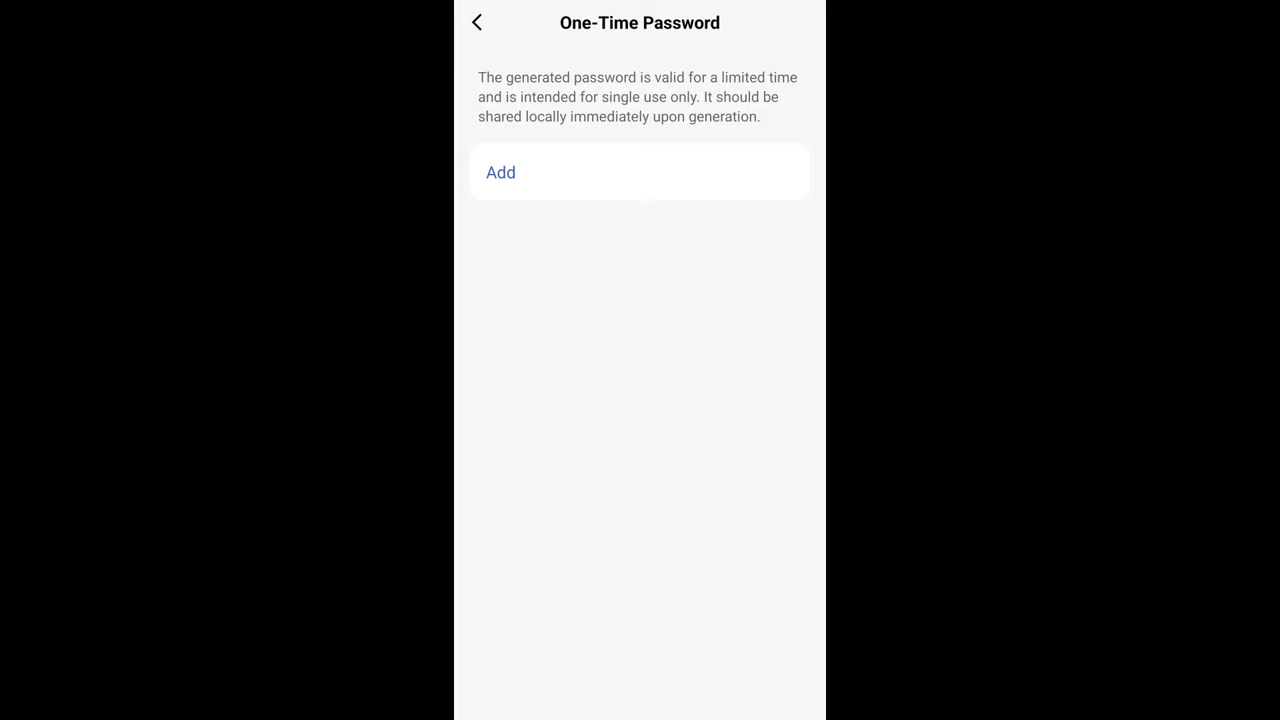 One-Time Password
The generated password is valid for a limited time
and is intended for single use only. It should be
shared locally immediately upon generation.
Add